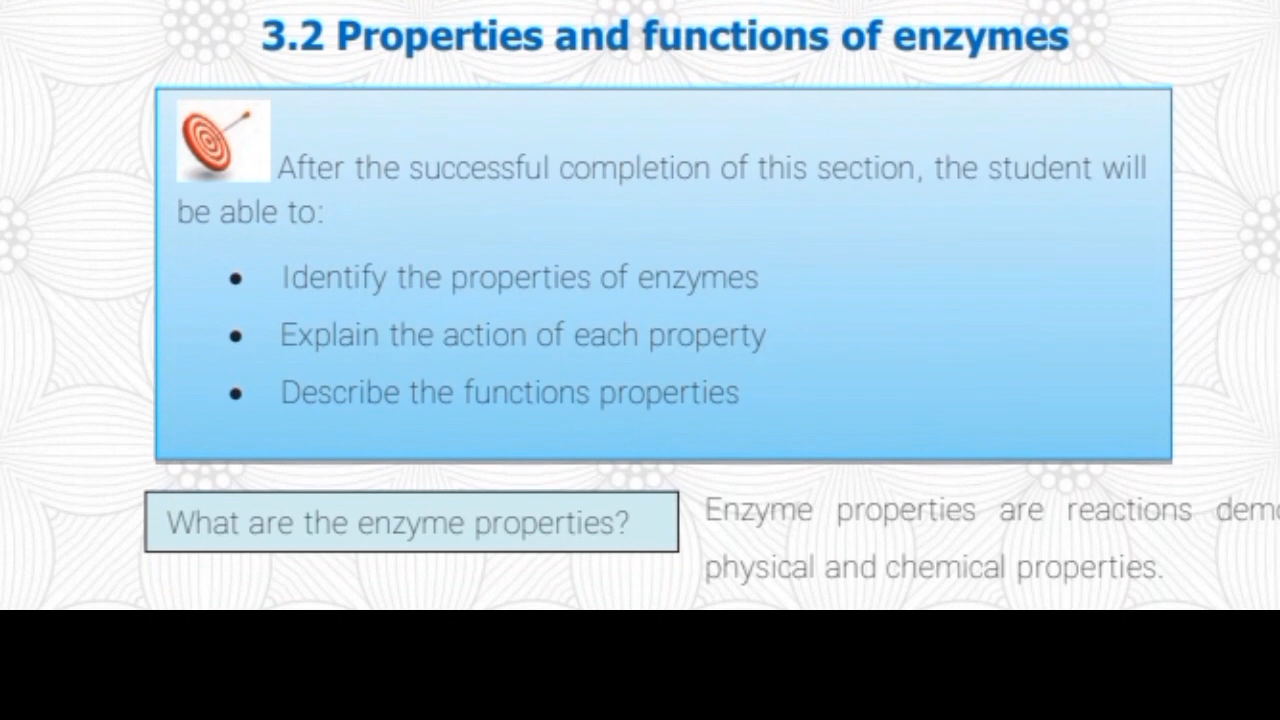 3.2 Properties and functions of enzymes
After the successful completion of this section, the student will
be able to:
• Identify the properties of enzymes
• Explain the action of each property
• Describe the functions properties
What are the enzyme properties?
Enzyme properties are reactions
physical and chemical properties.